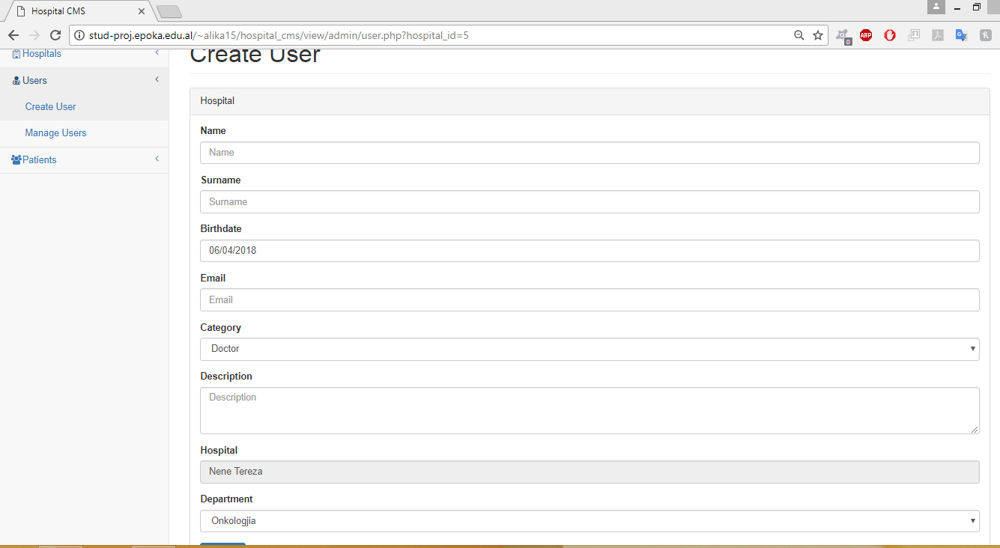 Hospital CMS
stud-proj.epoka.edu.al/~alika15/hospital_cms/view/admin/user.php?hospital_id=5
0
ABP
Hospitals
Users
Create User
Manage Users
Patients
Create User
Hospital
Name
Name
Surname
Surname
Birthdate
06/04/2018
Email
Email
Category
Doctor
Description
Description
Hospital
Nene Tereza
Department
Onkologjia